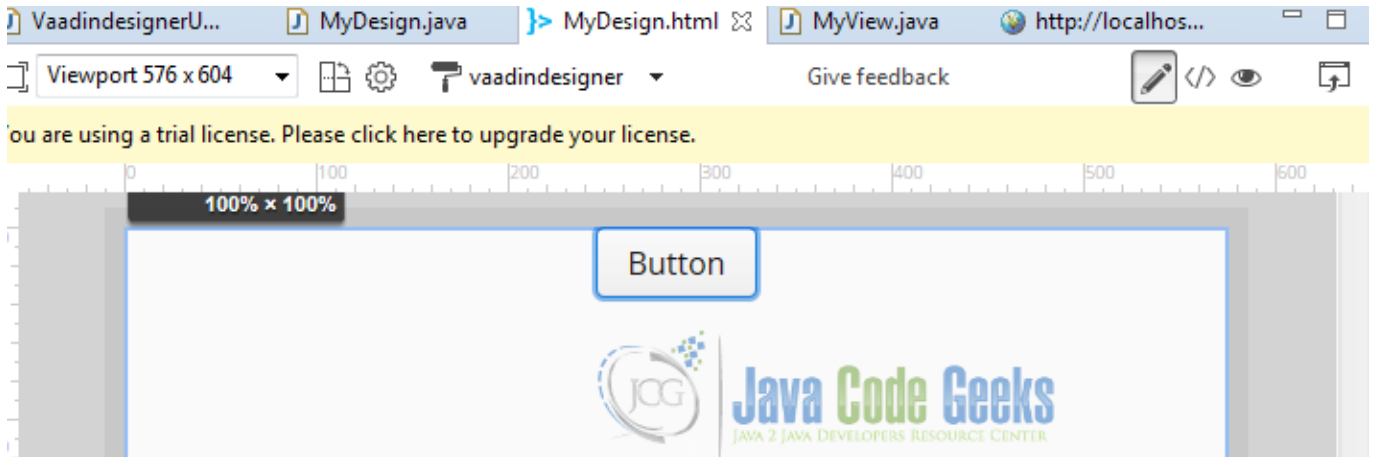 VaadindesignerU... MyDesign.java MyDesign.html MyView.java http://localhos...
Viewport 576 x 604 vaadindesigner Give feedback
ou are using a trial license. Please click here to upgrade your license.
0 100 200 300 400 500 600
100% × 100%
Button
JCG
Java Code Geeks
JAVA 2 JAVA DEVELOPERS RESOURCE CENTER